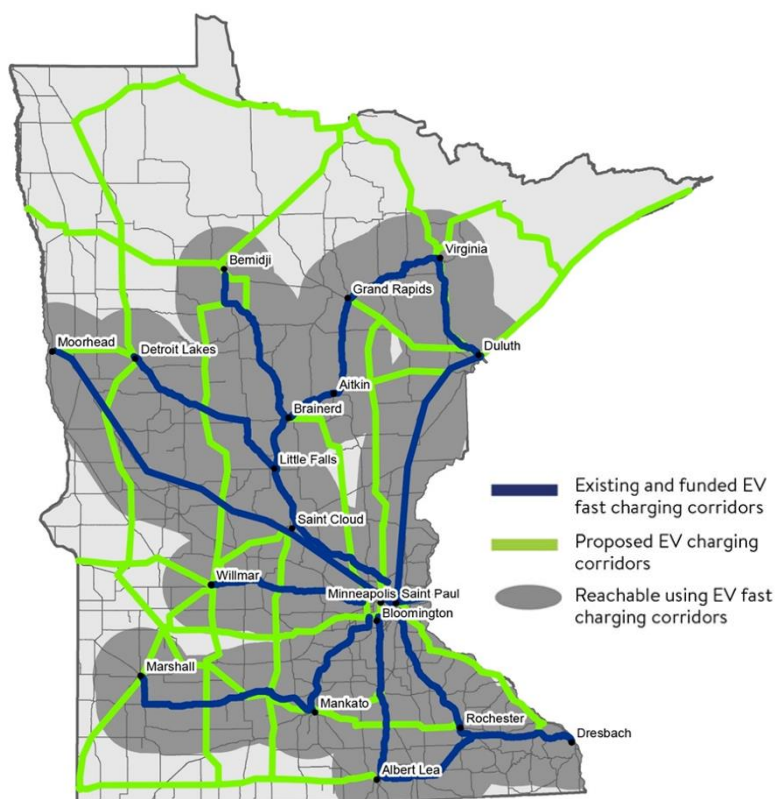 Bemidji
Virginia
Grand Rapids
Moorhead
Detroit Lakes
Duluth
Aitkin
Brainerd
Little Falls
Existing and funded EV
fast charging corridors
Saint Cloud
Proposed EV charging
corridors
Willmar
Minneapolis
Saint Paul
Reachable using EV fast
charging corridors
Bloomington
Marshall
Mankato
Rochester
Dresbach
Albert Lea